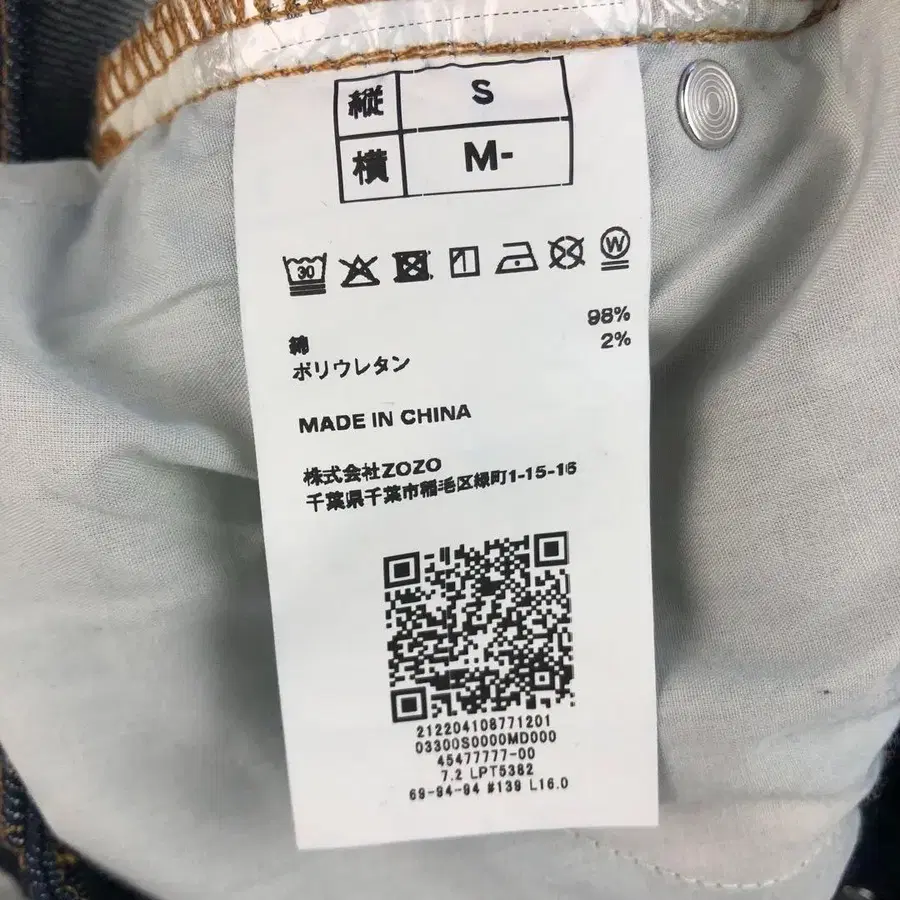 縦 S
横 M-
30 W
綿 98%
ポリウレタン 2%
MADE IN CHINA
株式会社ZOZO
千葉県千葉市稲毛区緑町1-15-16
212204108771201
03300S0000MD000
45477777-00
7.2 LPT5382
69-94-94 #139 L16.0